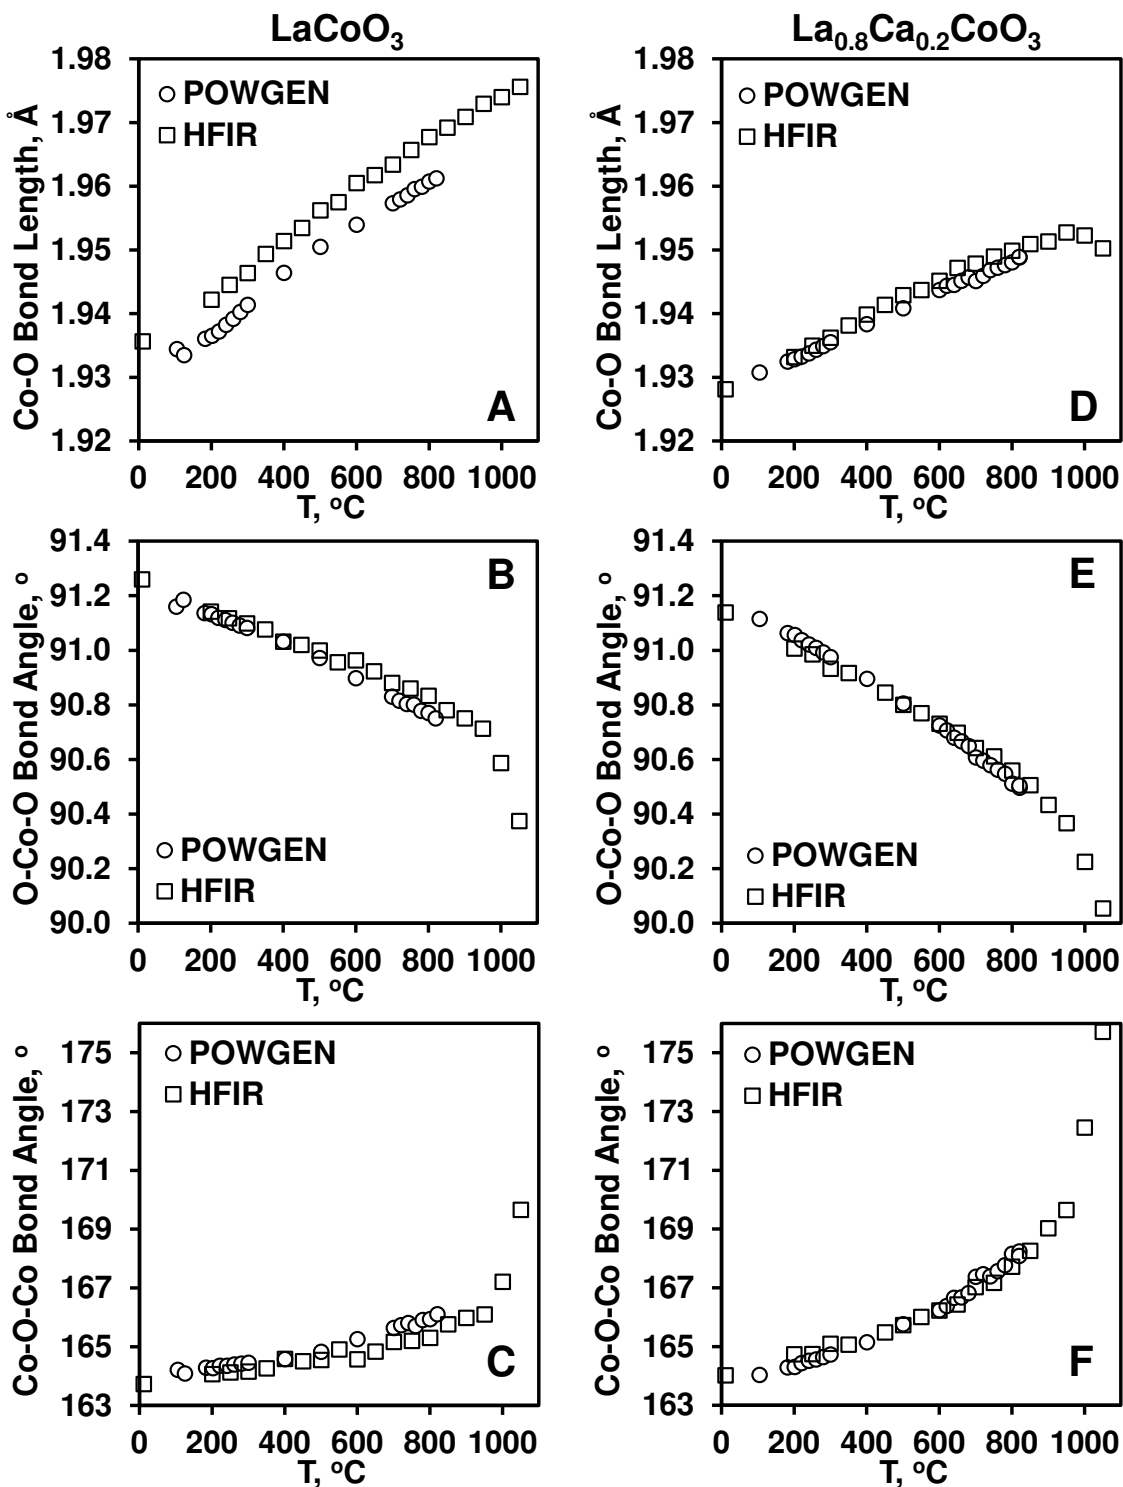 LaCoO3
1.98
1.97
1.96
1.95
1.94
1.93
1.92
Co-O Bond Length, Å
POWGEN
HFIR
A
0 200 400 600 800 1000
T, ºC
La0.8Ca0.2CoO3
1.98
1.97
1.96
1.95
1.94
1.93
1.92
Co-O Bond Length, Å
POWGEN
HFIR
D
0 200 400 600 800 1000
T, ºC
91.4
91.2
91.0
90.8
90.6
90.4
90.2
90.0
O-Co-O Bond Angle, º
B
POWGEN
HFIR
0 200 400 600 800 1000
T, ºC
91.4
91.2
91.0
90.8
90.6
90.4
90.2
90.0
O-Co-O Bond Angle, º
E
POWGEN
HFIR
0 200 400 600 800 1000
T, ºC
175
173
171
169
167
165
163
Co-O-Co Bond Angle, º
POWGEN
HFIR
C
0 200 400 600 800 1000
T, ºC
175
173
171
169
167
165
163
Co-O-Co Bond Angle, º
POWGEN
HFIR
F
0 200 400 600 800 1000
T, ºC